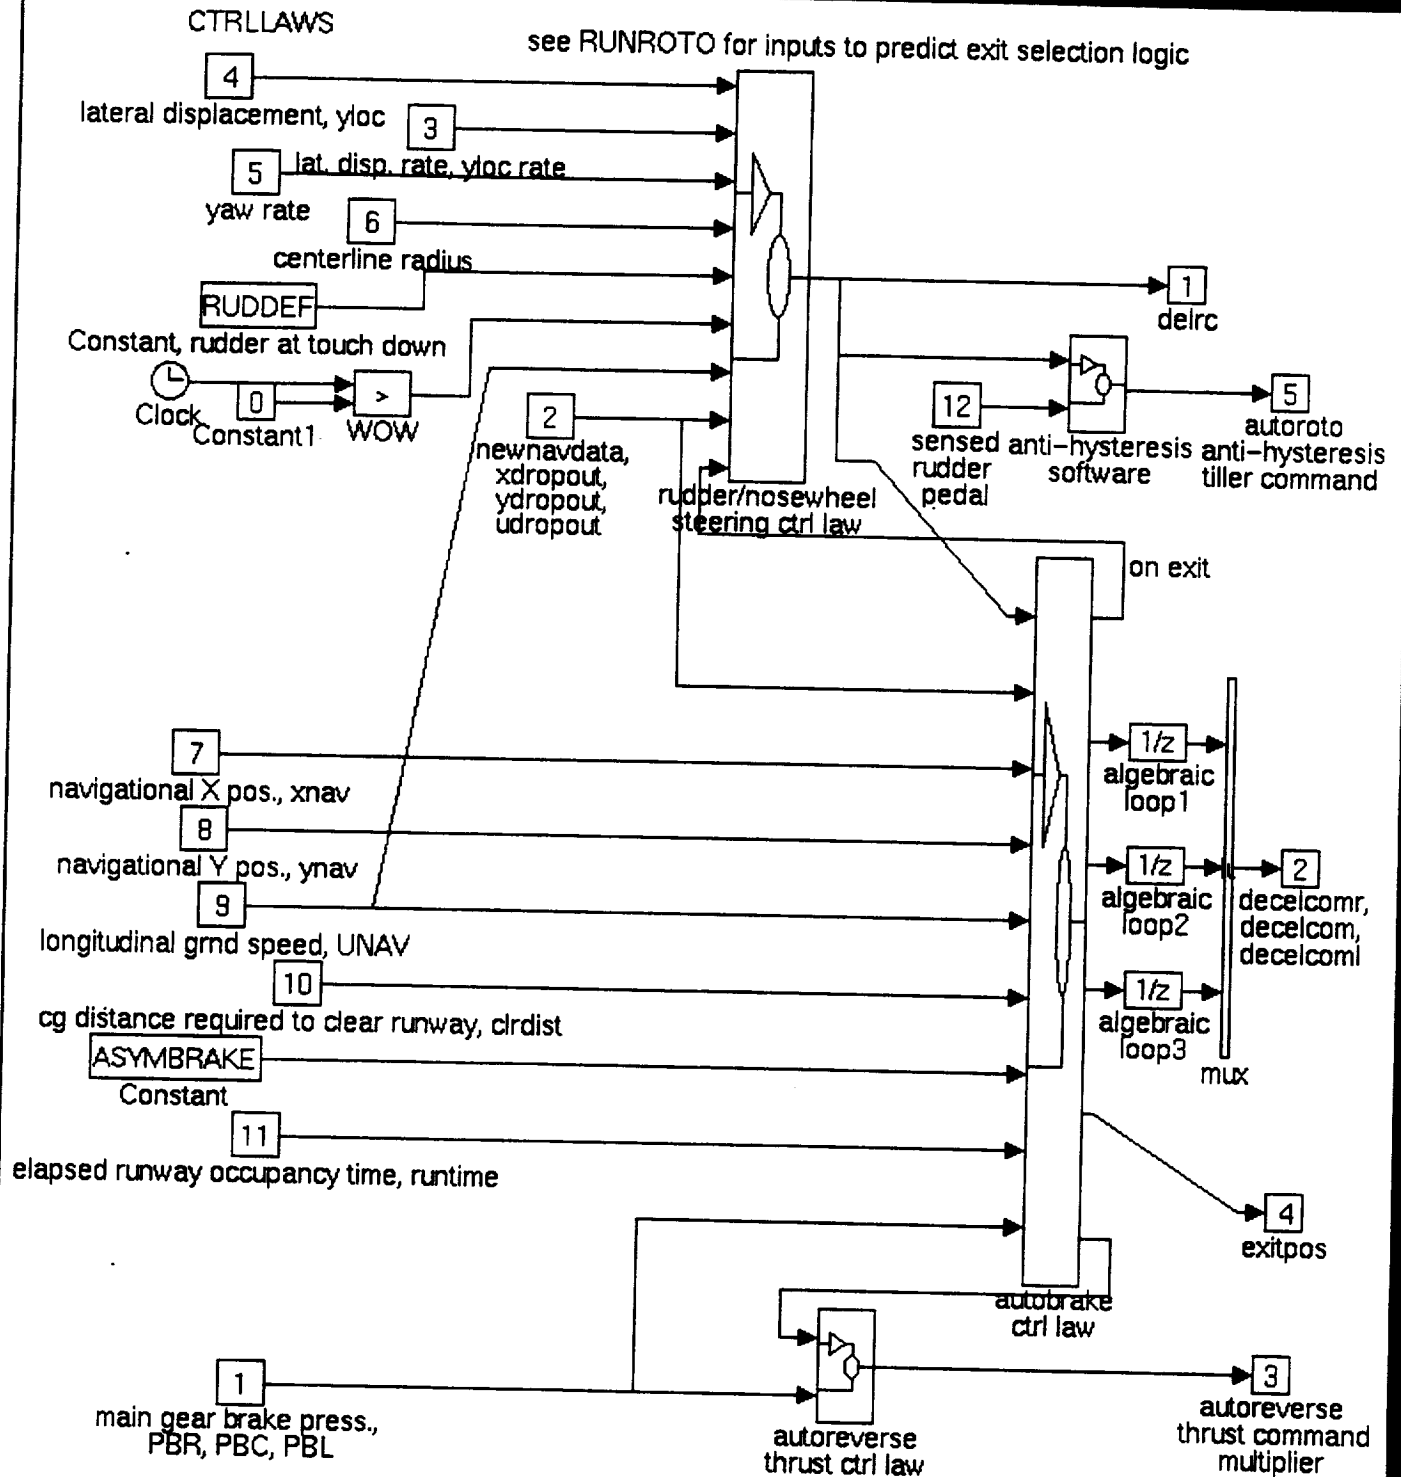 CTRLLAWS
see RUNROTO for inputs to predict exit selection logic
4
lateral displacement, yloc
3
lat. disp. rate, yloc rate
5
yaw rate
6
centerline radius
RUDDEF
Constant, rudder at touch down
Clock
0
Constant1
>
WOW
2
newnavdata,
xdropout,
ydropout,
udropout
rudder/nosewheel
steering ctrl law
1
delrc
12
sensed
rudder
pedal
anti-hysteresis
software
5
autoroto
anti-hysteresis
tiller command
on exit
7
navigational X pos., xnav
8
navigational Y pos., ynav
9
longitudinal grnd speed, UNAV
10
cg distance required to clear runway, clrdist
ASYMBRAKE
Constant
11
elapsed runway occupancy time, runtime
1/z
algebraic
loop1
1/z
algebraic
loop2
1/z
algebraic
loop3
mux
2
decelcomr,
decelcom,
decelcoml
4
exitpos
autobrake
ctrl law
1
main gear brake press.,
PBR, PBC, PBL
autoreverse
thrust ctrl law
3
autoreverse
thrust command
multiplier